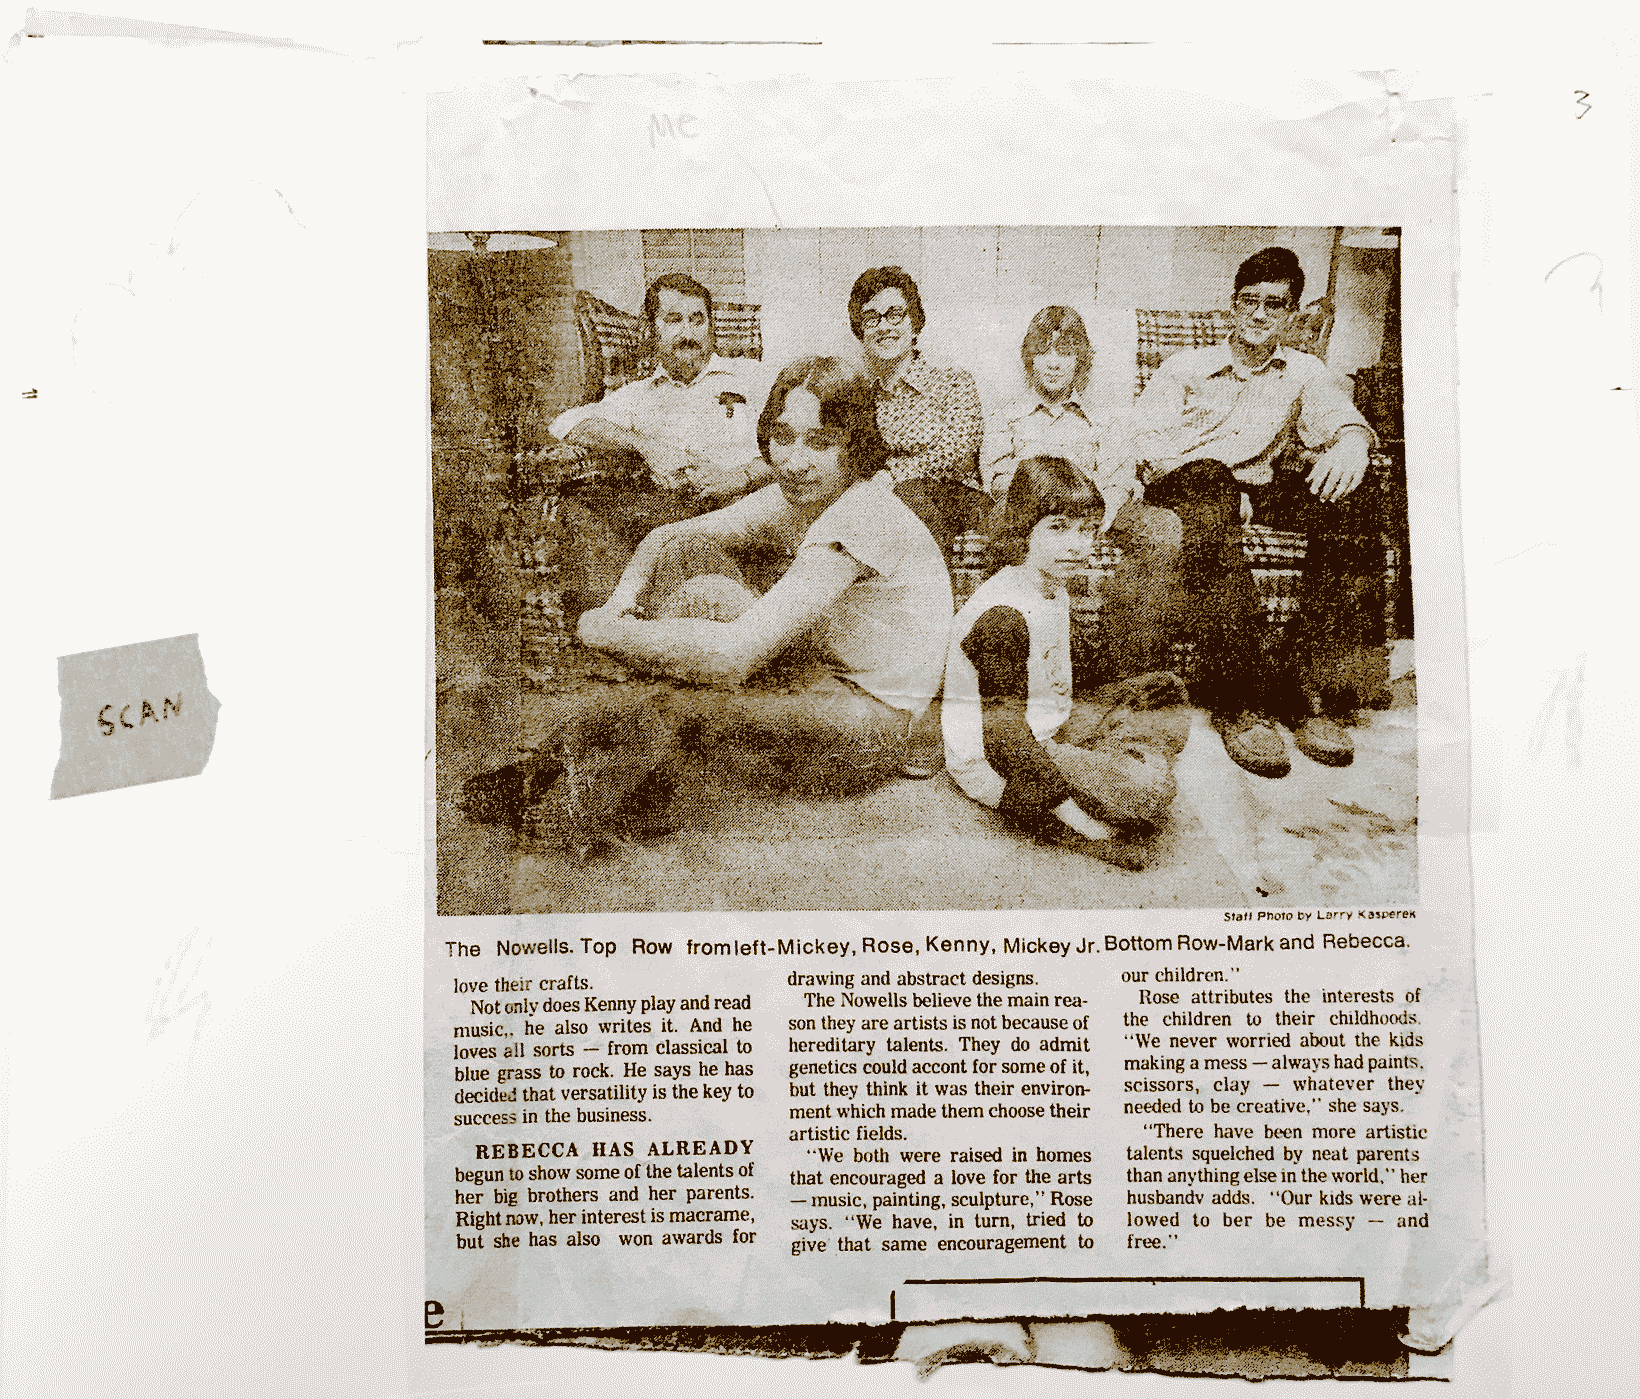 Me
3
SCAN
Staff Photo by Larry Kasperek
The Nowells. Top Row from left-Mickey, Rose, Kenny, Mickey Jr. Bottom Row-Mark and Rebecca.
love their crafts.
Not only does Kenny play and read
music,. he also writes it. And he
loves all sorts — from classical to
blue grass to rock. He says he has
decided that versatility is the key to
success in the business.
REBECCA HAS ALREADY
begun to show some of the talents of
her big brothers and her parents.
Right now, her interest is macrame,
but she has also won awards for
drawing and abstract designs.
The Nowells believe the main rea-
son they are artists is not because of
hereditary talents. They do admit
genetics could accont for some of it,
but they think it was their environ-
ment which made them choose their
artistic fields.
"We both were raised in homes
that encouraged a love for the arts
— music, painting, sculpture," Rose
says. "We have, in turn, tried to
give that same encouragement to
our children."
Rose attributes the interests of
the children to their childhoods.
"We never worried about the kids
making a mess — always had paints,
scissors, clay — whatever they
needed to be creative," she says.
"There have been more artistic
talents squelched by neat parents
than anything else in the world," her
husbandv adds. "Our kids were al-
lowed to ber be messy — and
free."
e